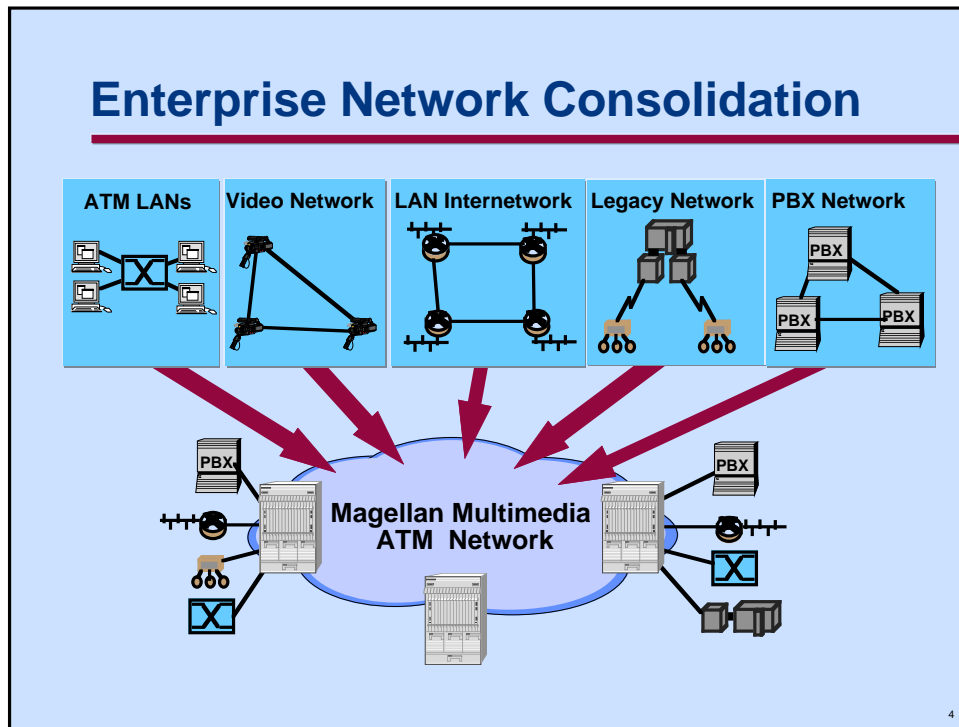 Enterprise Network Consolidation
ATM LANs
Video Network
LAN Internetwork
Legacy Network
PBX Network
PBX
PBX
PBX
PBX
PBX
Magellan Multimedia
ATM Network
4